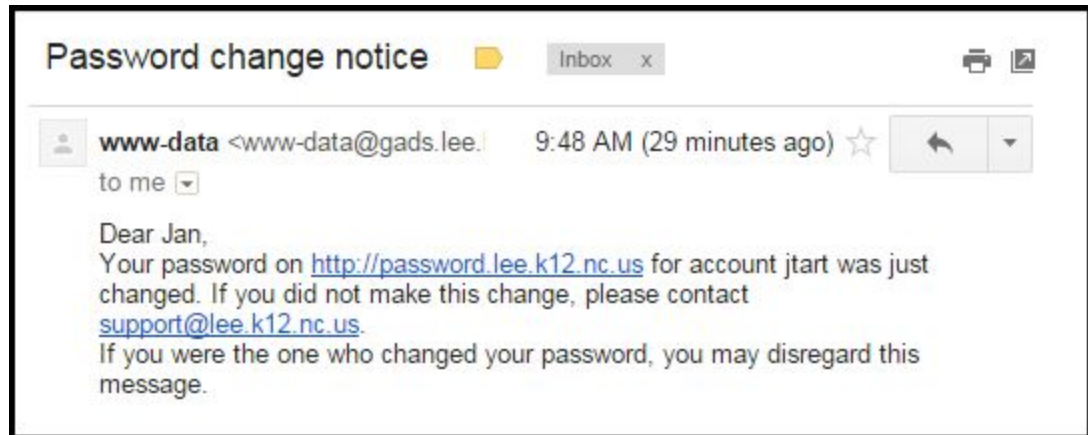 Password change notice Inbox x
www-data <www-data@gads.lee. 9:48 AM (29 minutes ago)
to me
Dear Jan,
Your password on http://password.lee.k12.nc.us for account jtart was just
changed. If you did not make this change, please contact
support@lee.k12.nc.us.
If you were the one who changed your password, you may disregard this
message.